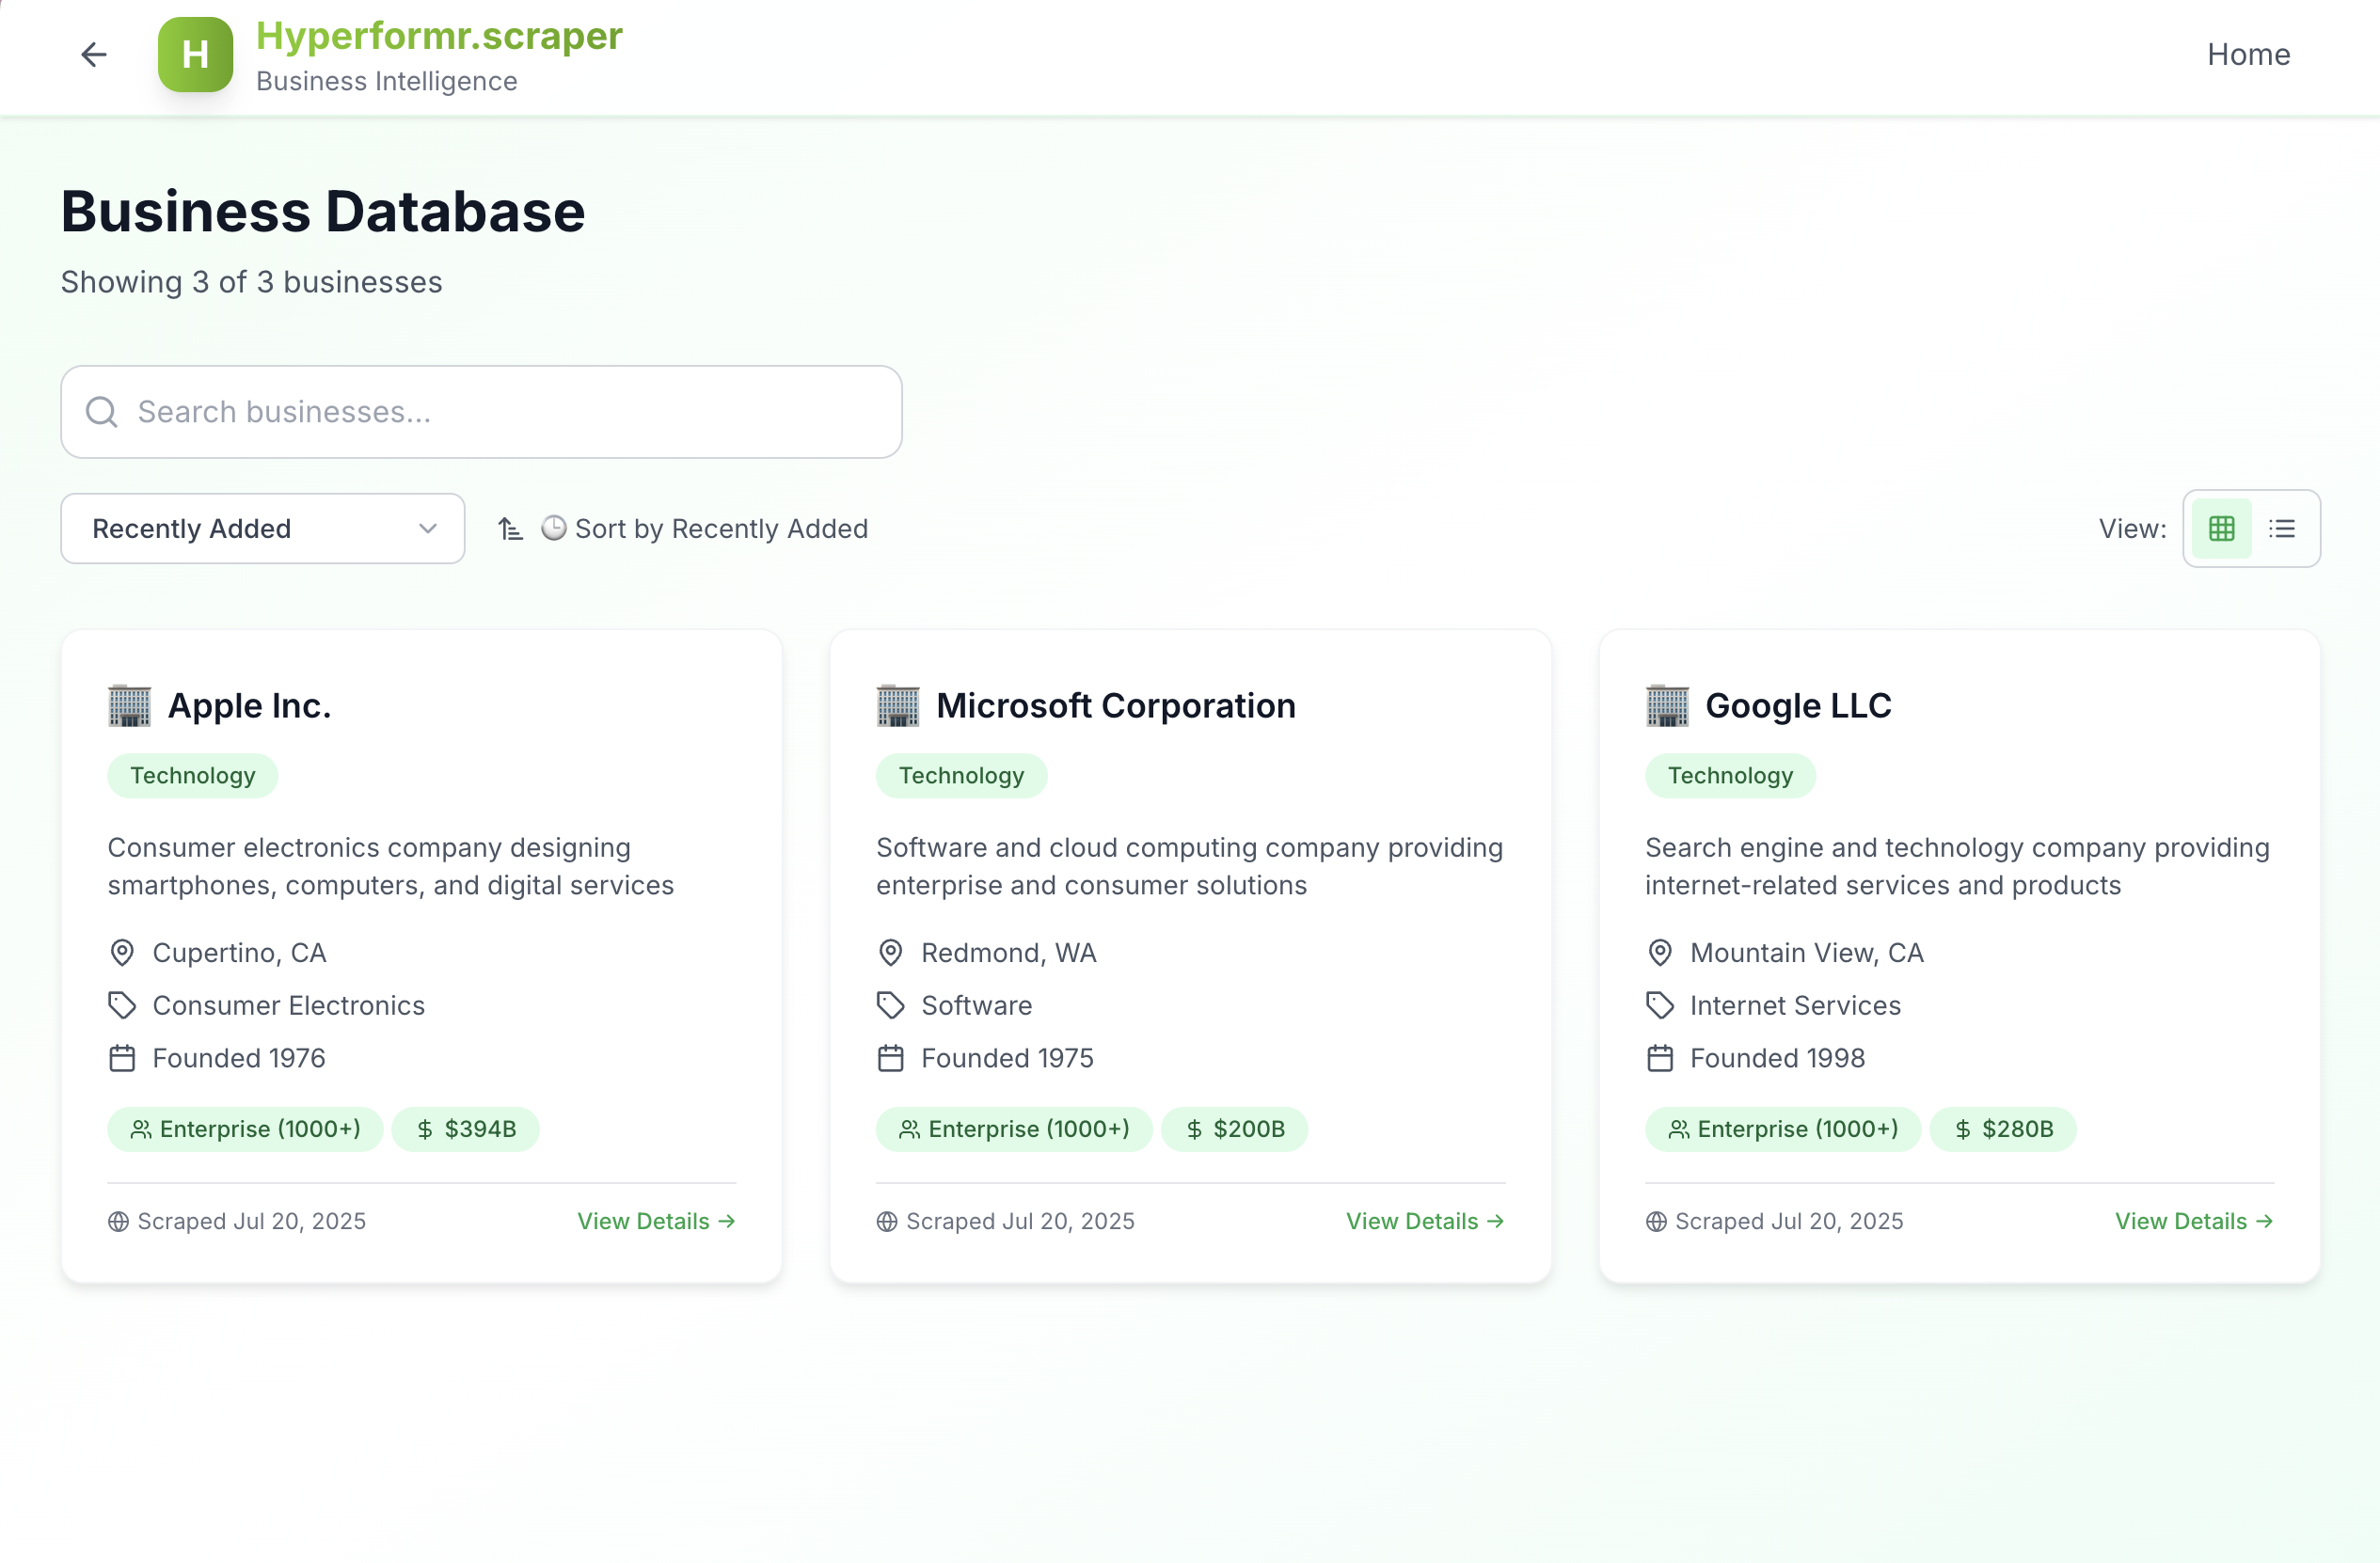 H
Hyperformr.scraper
Business Intelligence
Home
Business Database
Showing 3 of 3 businesses
Search businesses...
Recently Added
Sort by Recently Added
View:
Apple Inc.
Technology
Consumer electronics company designing
smartphones, computers, and digital services
Cupertino, CA
Consumer Electronics
Founded 1976
Enterprise (1000+)
$ $394B
Scraped Jul 20, 2025
View Details →
Microsoft Corporation
Technology
Software and cloud computing company providing
enterprise and consumer solutions
Redmond, WA
Software
Founded 1975
Enterprise (1000+)
$ $200B
Scraped Jul 20, 2025
View Details →
Google LLC
Technology
Search engine and technology company providing
internet-related services and products
Mountain View, CA
Internet Services
Founded 1998
Enterprise (1000+)
$ $280B
Scraped Jul 20, 2025
View Details →